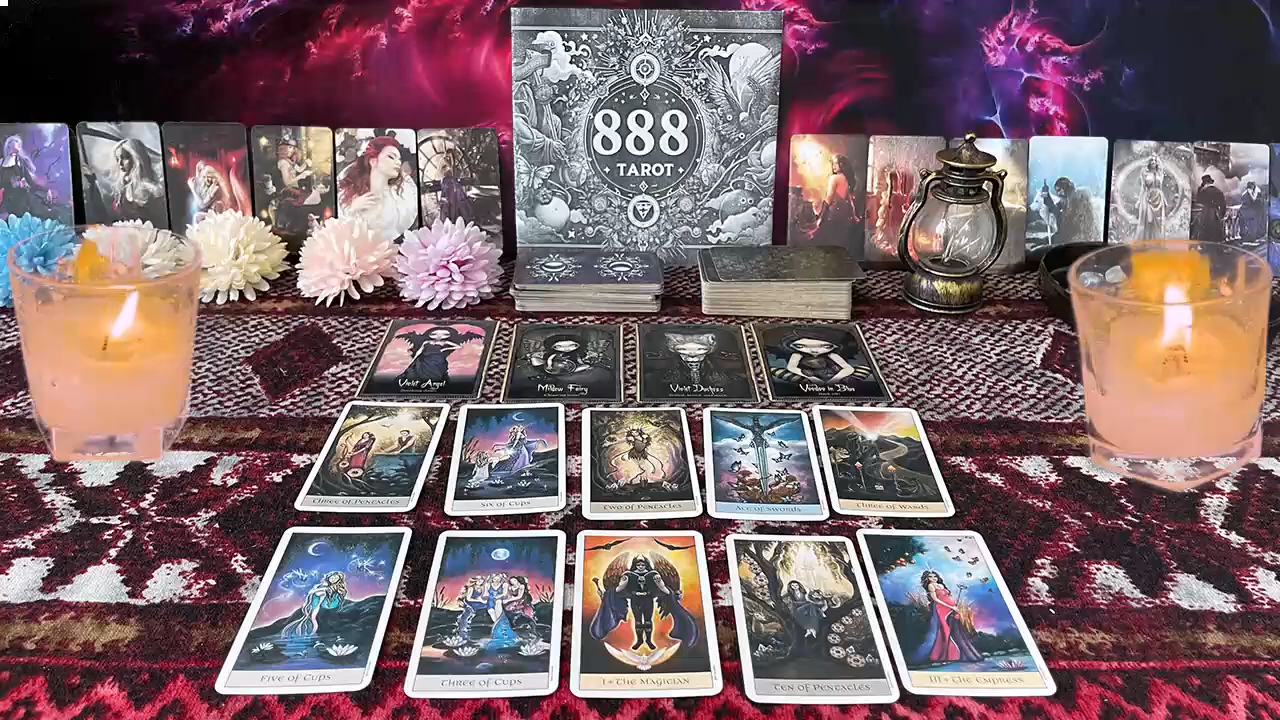 888
TAROT
Violet Angel
Mildew Fairy
Violet Duchess
Voodoo in Blue
Three of Pentacles
Six of Cups
Two of Pentacles
Ace of Swords
Three of Wands
Five of Cups
Three of Cups
I • The Magician
Ten of Pentacles
III • The Empress